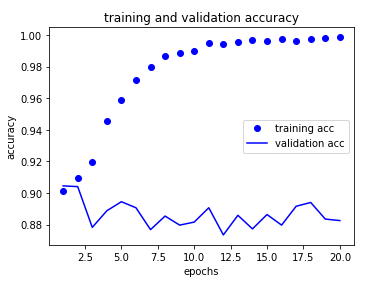 training and validation accuracy
1.00
0.98
0.96
0.94
0.92
0.90
0.88
accuracy
training acc
validation acc
2.5 5.0 7.5 10.0 12.5 15.0 17.5 20.0
epochs